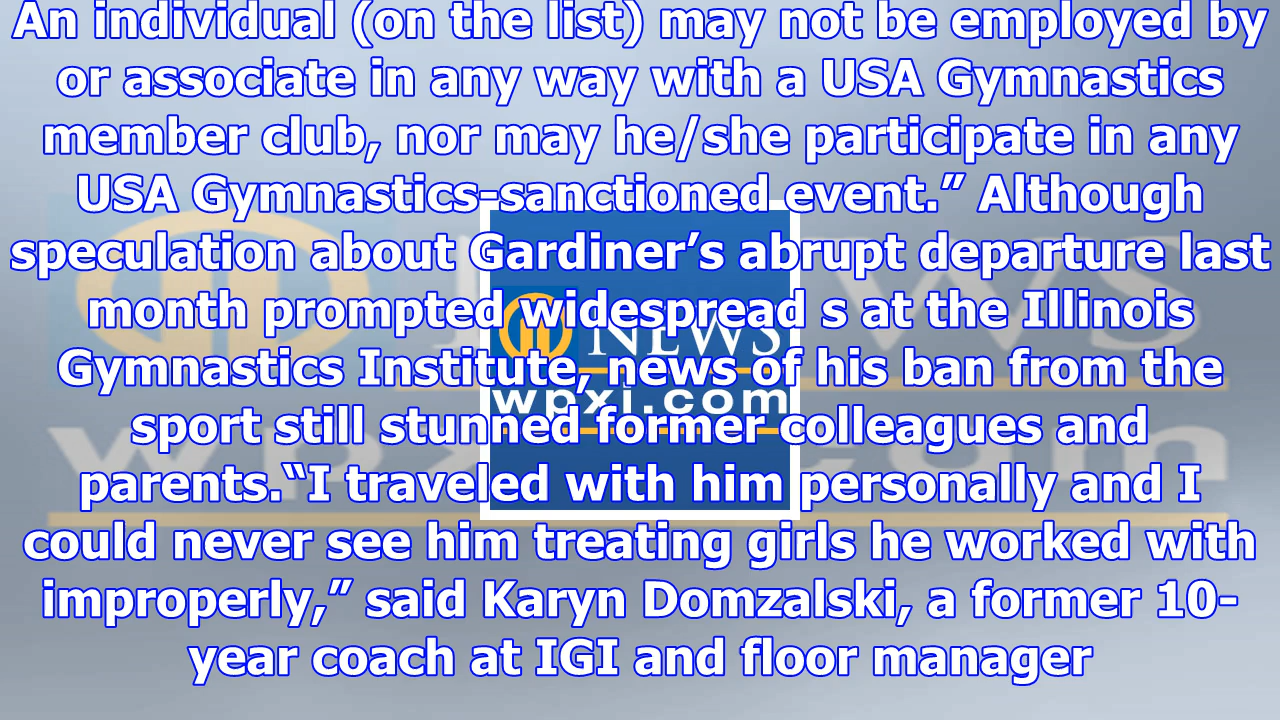 An individual (on the list) may not be employed by
or associate in any way with a USA Gymnastics
member club, nor may he/she participate in any
USA Gymnastics-sanctioned event.” Although
speculation about Gardiner’s abrupt departure last
month prompted widespread s at the Illinois
Gymnastics Institute, news of his ban from the
sport still stunned former colleagues and
parents.“I traveled with him personally and I
could never see him treating girls he worked with
improperly,” said Karyn Domzalski, a former 10-
year coach at IGI and floor manager
NEWS
wpxi.com